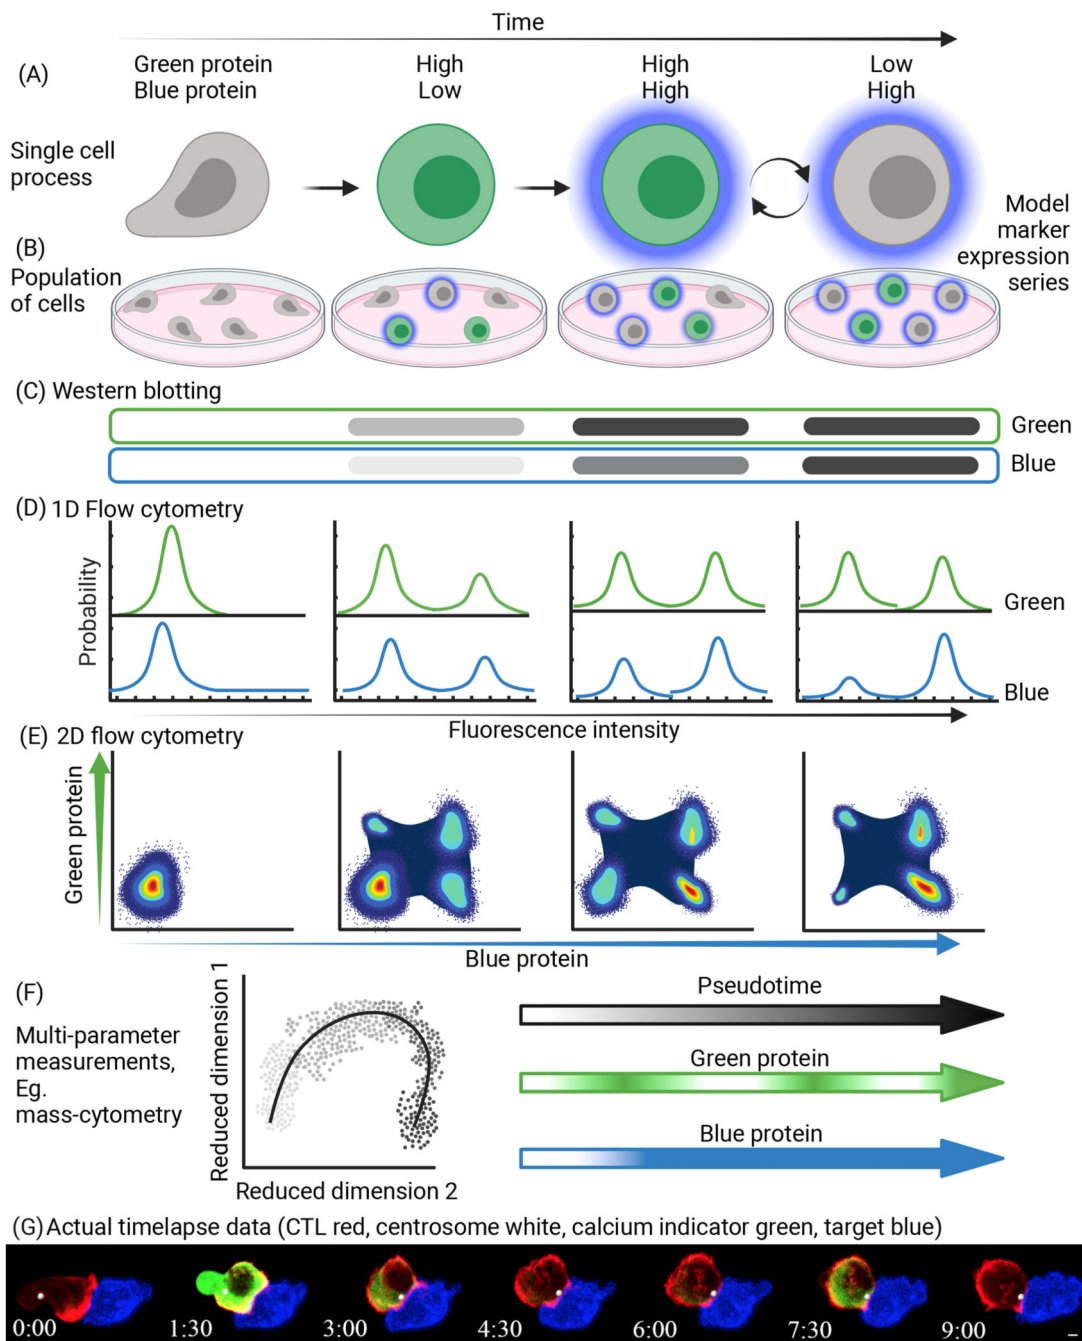 Time
(A)
Green protein
Blue protein
High
Low
High
High
Low
High
Single cell
process
Model
marker
expression
series
(B)
Population
of cells
(C) Western blotting
Green
Blue
(D) 1D Flow cytometry
Probability
Green
Blue
Fluorescence intensity
(E) 2D flow cytometry
Green protein
Blue protein
(F)
Multi-parameter
measurements,
Eg.
mass-cytometry
Reduced dimension 1
Reduced dimension 2
Pseudotime
Green protein
Blue protein
(G) Actual timelapse data (CTL red, centrosome white, calcium indicator green, target blue)
0:00
1:30
3:00
4:30
6:00
7:30
9:00